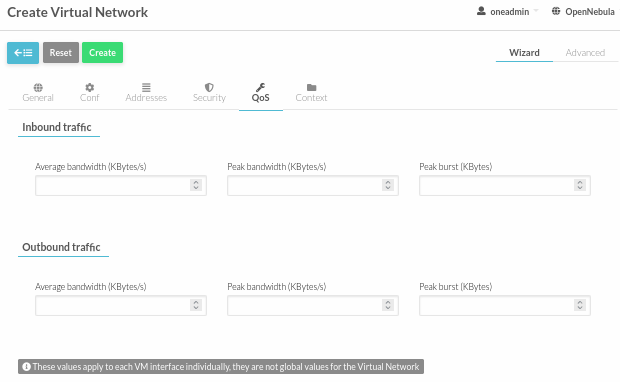 Create Virtual Network
oneadmin
OpenNebula
Reset
Create
Wizard
Advanced
General
Conf
Addresses
Security
QoS
Context
Inbound traffic
Average bandwidth (KBytes/s)
Peak bandwidth (KBytes/s)
Peak burst (KBytes)
Outbound traffic
Average bandwidth (KBytes/s)
Peak bandwidth (KBytes/s)
Peak burst (KBytes)
These values apply to each VM interface individually, they are not global values for the Virtual Network